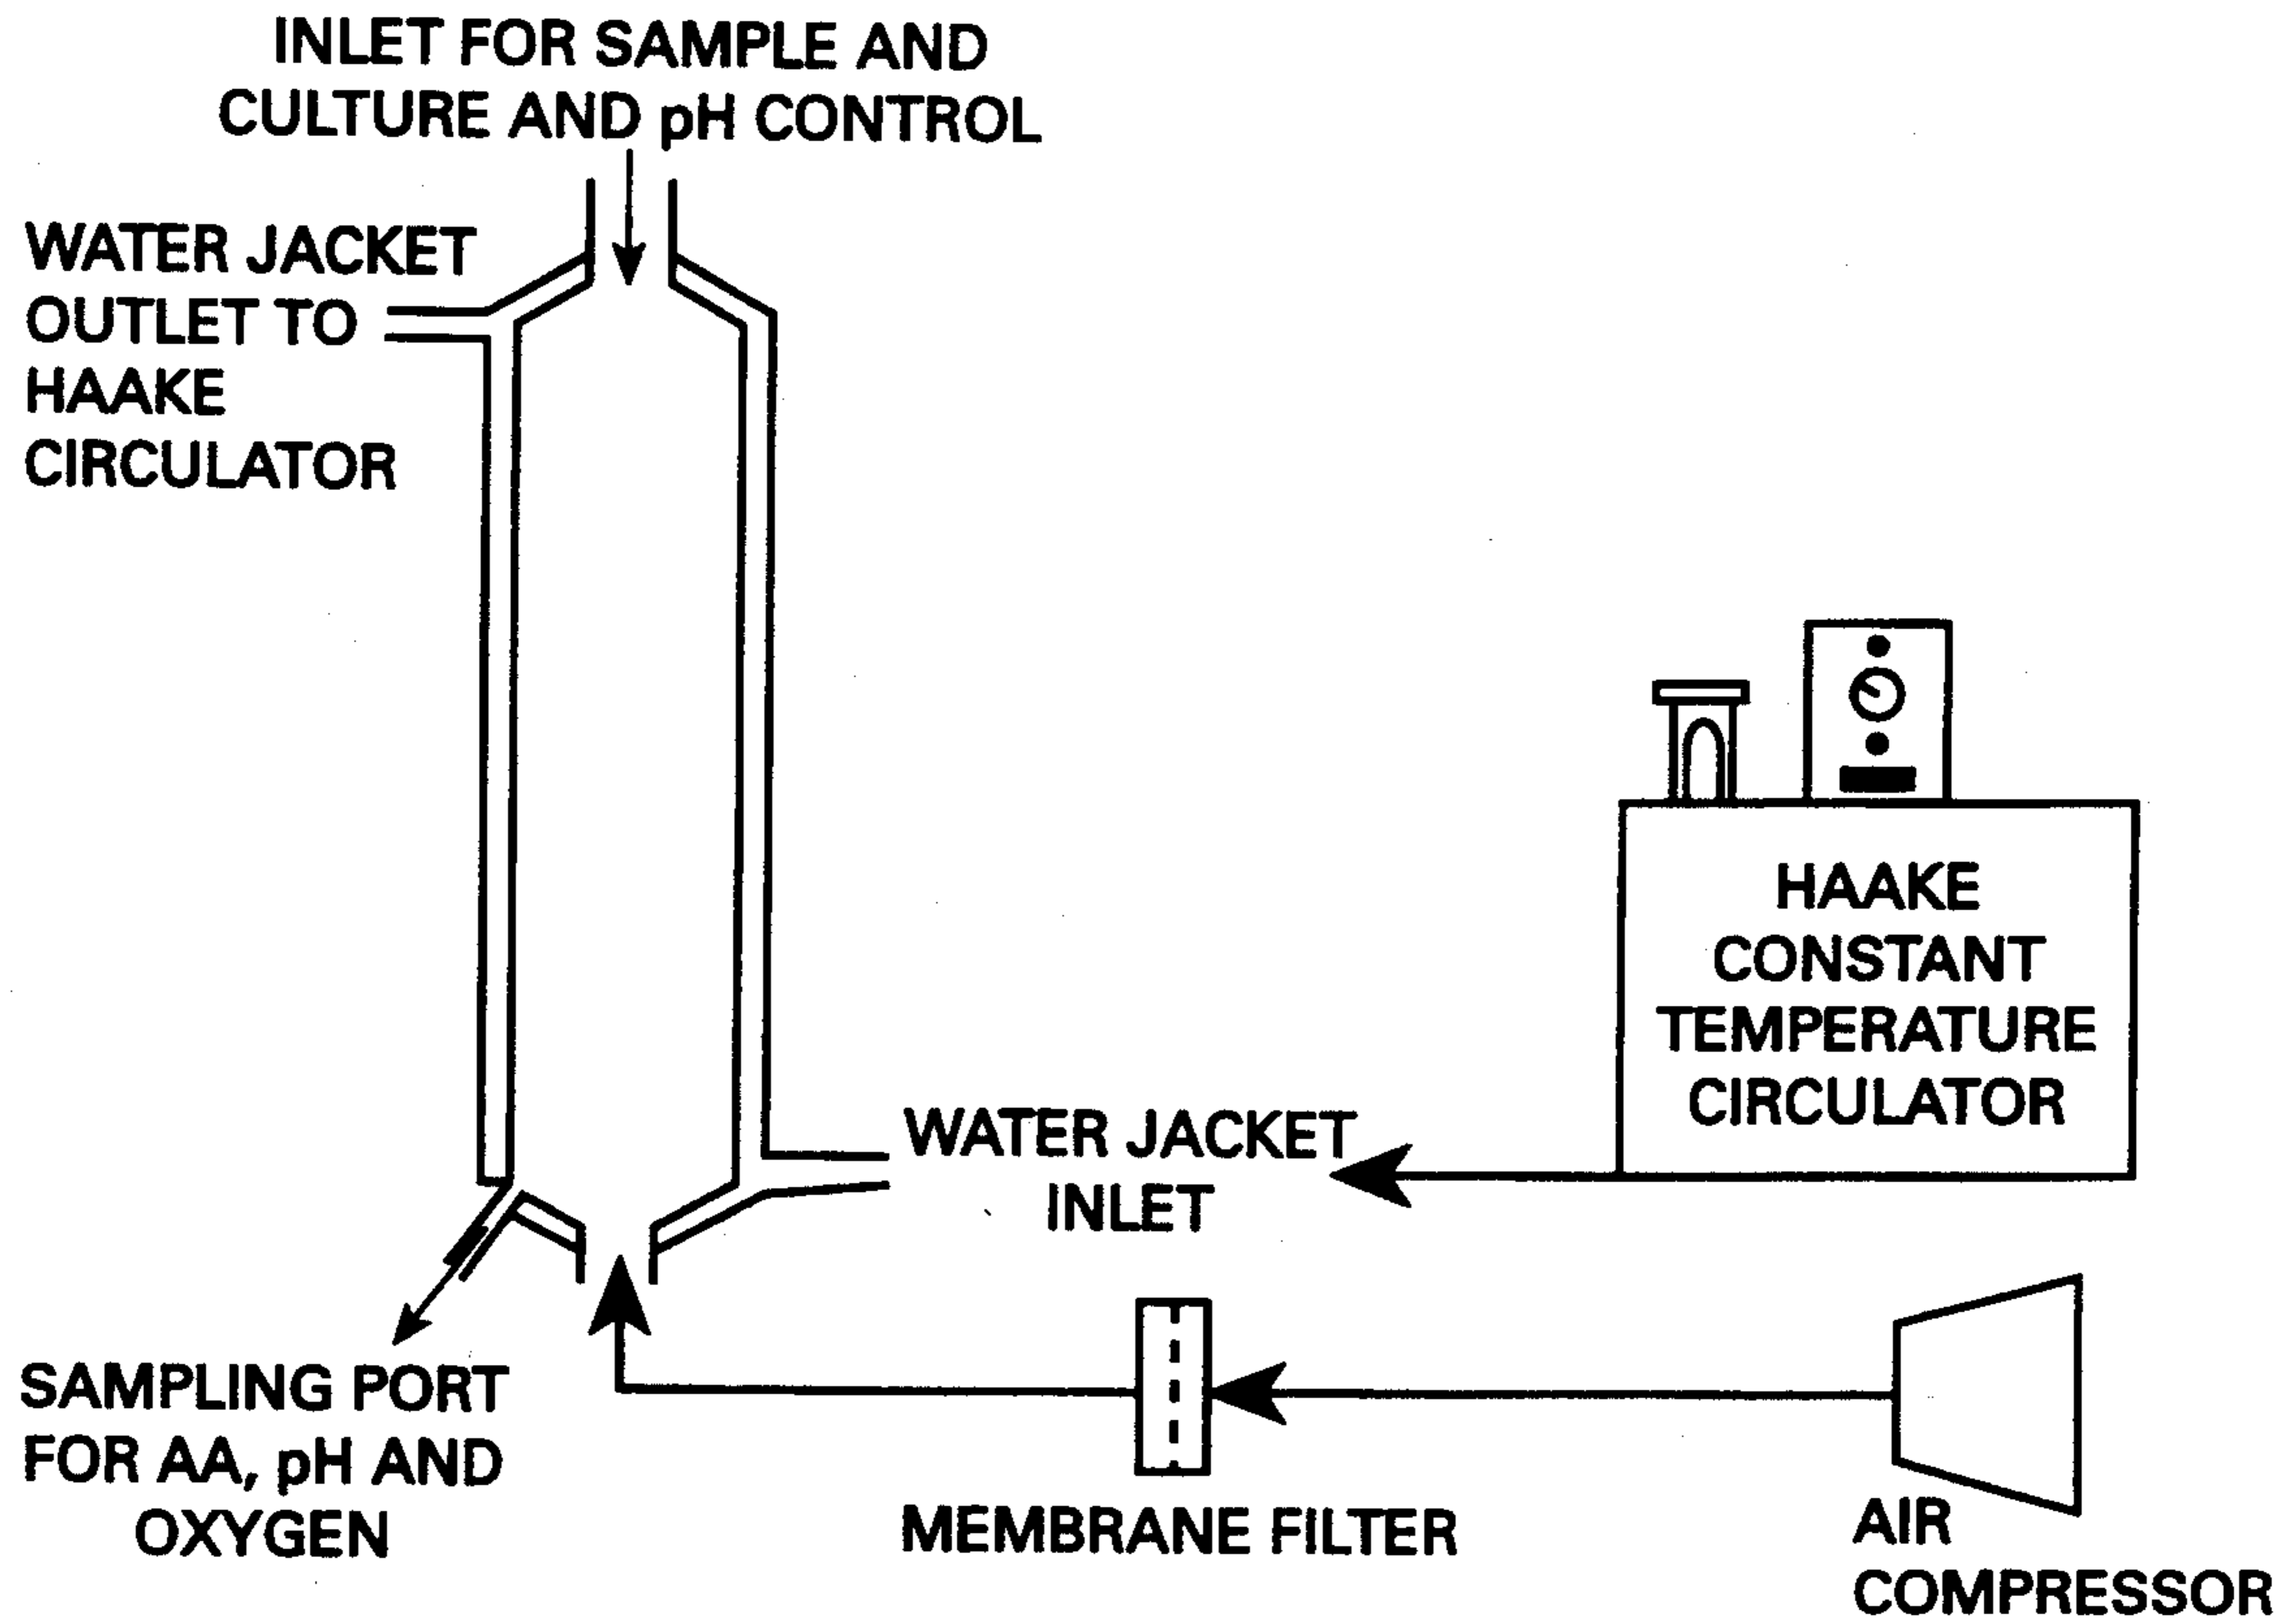 INLET FOR SAMPLE AND
CULTURE AND pH CONTROL
WATER JACKET
OUTLET TO
HAAKE
CIRCULATOR
HAAKE
CONSTANT
TEMPERATURE
CIRCULATOR
WATER JACKET
INLET
SAMPLING PORT
FOR AA, pH AND
OXYGEN
MEMBRANE FILTER
AIR
COMPRESSOR